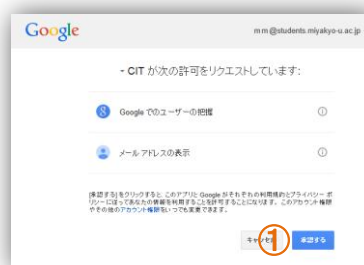 Google
mm@students.miyakyo-u.ac.jp
- CIT が次の許可をリクエストしています:
8 Google でのユーザーの把握
メール アドレスの表示
[承認する] をクリックすると、このアプリと Google がそれぞれの利用規約とプライバシー ポ
リシーに従ってあなたの情報を利用することを許可することになります。このアカウント権限
やその他のアカウント権限をいつでも変更できます。
キャンセル ① 承認する